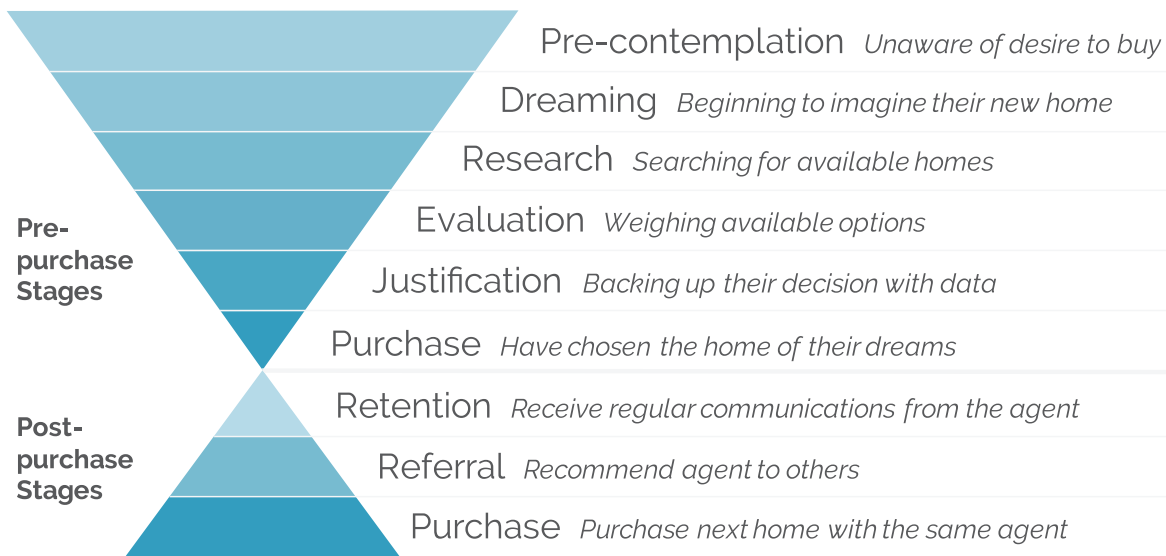 Pre-contemplation Unaware of desire to buy
Dreaming Beginning to imagine their new home
Research Searching for available homes
Evaluation Weighing available options
Justification Backing up their decision with data
Purchase Have chosen the home of their dreams
Pre-
purchase
Stages
Retention Receive regular communications from the agent
Referral Recommend agent to others
Purchase Purchase next home with the same agent
Post-
purchase
Stages